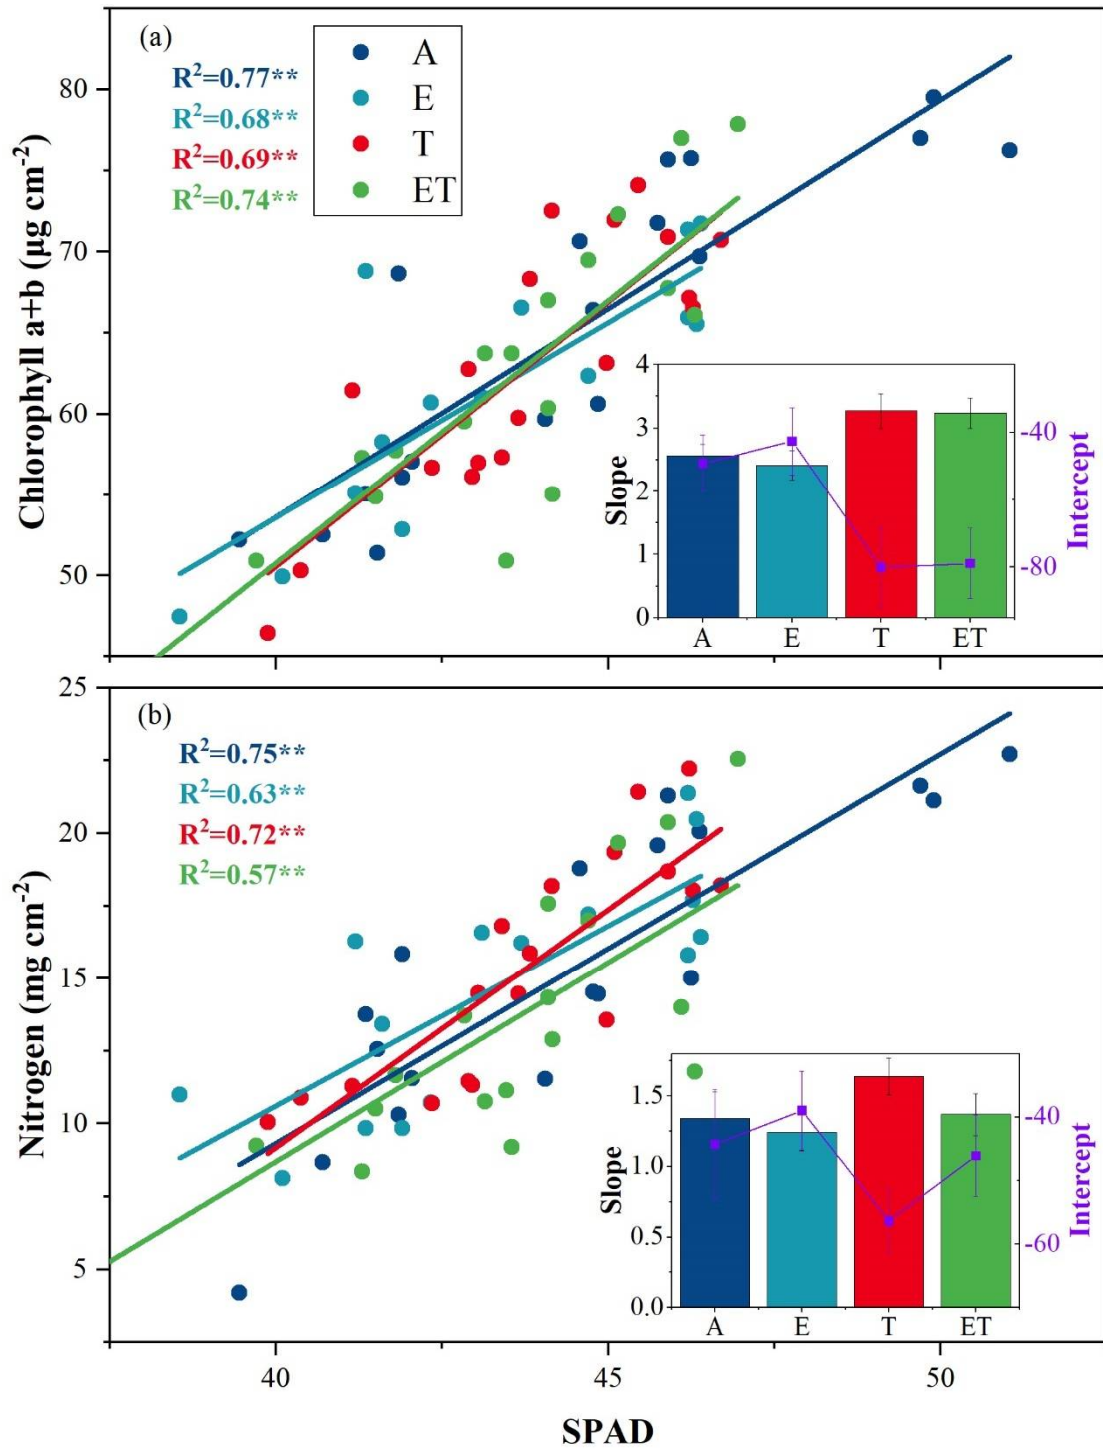 (a)
R²=0.77**
R²=0.68**
R²=0.69**
R²=0.74**
A
E
T
ET
Chlorophyll a+b (μg cm⁻²)
80
70
60
50
4
3
2
1
0
Slope
-40
-80
Intercept
A E T ET
(b)
R²=0.75**
R²=0.63**
R²=0.72**
R²=0.57**
Nitrogen (mg cm⁻²)
25
20
15
10
5
1.5
1.0
0.5
0.0
Slope
-40
-60
Intercept
A E T ET
40 45 50
SPAD